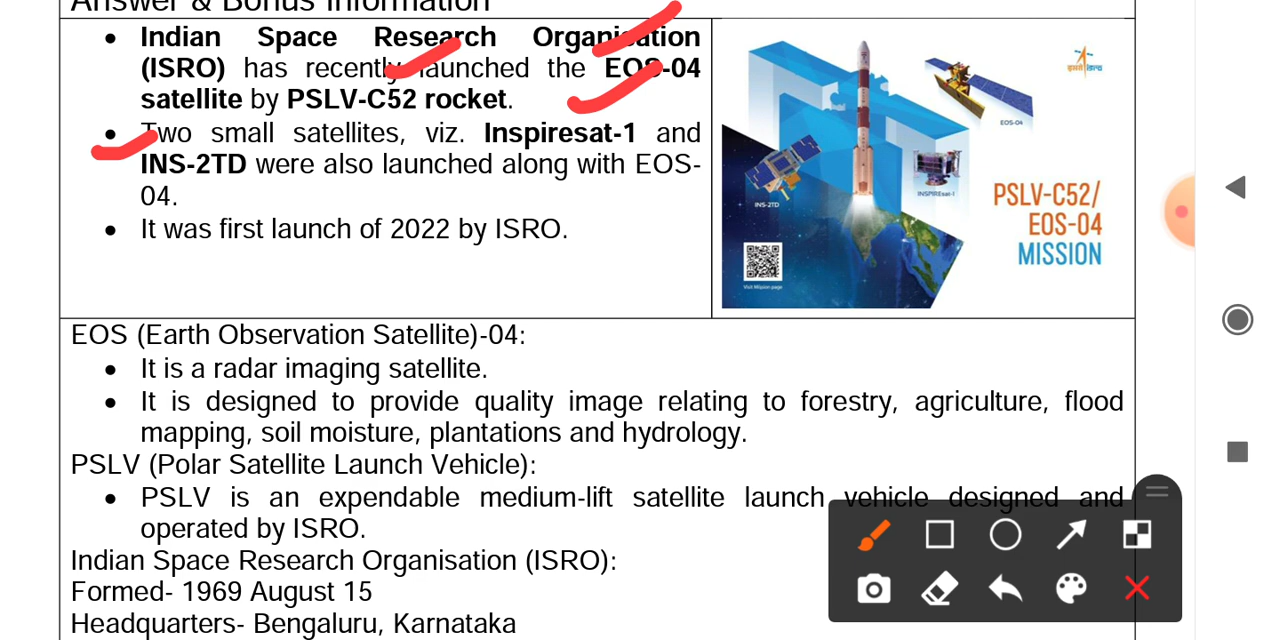 Answer & Bonus Information
• Indian Space Research Organisation
(ISRO) has recently launched the EOS-04
satellite by PSLV-C52 rocket.
• Two small satellites, viz. Inspiresat-1 and
INS-2TD were also launched along with EOS-
04.
• It was first launch of 2022 by ISRO.
इसरो isro
EOS-04
INS-2TD
INSPIREsat-1
PSLV-C52/
EOS-04
MISSION
Visit Mission page
EOS (Earth Observation Satellite)-04:
• It is a radar imaging satellite.
• It is designed to provide quality image relating to forestry, agriculture, flood
mapping, soil moisture, plantations and hydrology.
PSLV (Polar Satellite Launch Vehicle):
• PSLV is an expendable medium-lift satellite launch vehicle designed and
operated by ISRO.
Indian Space Research Organisation (ISRO):
Formed- 1969 August 15
Headquarters- Bengaluru, Karnataka